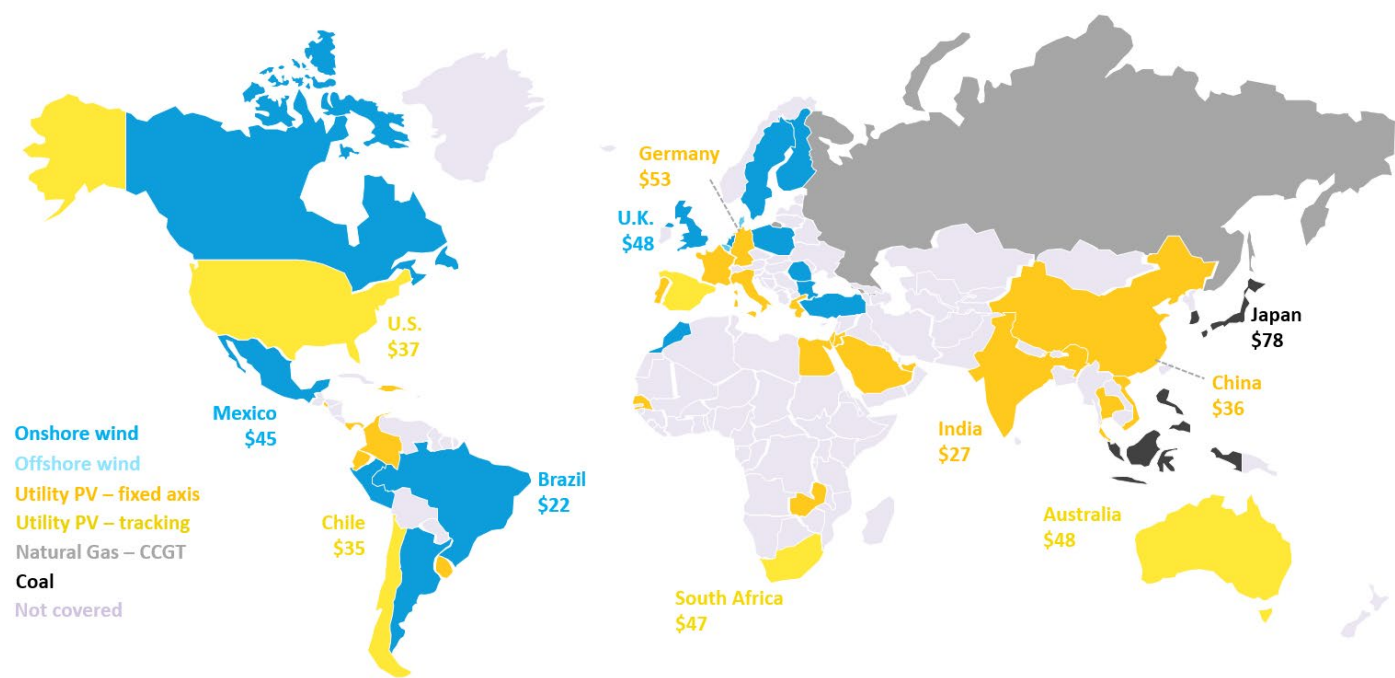 Germany
$53
U.K.
$48
U.S.
$37
Japan
$78
China
$36
Mexico
$45
India
$27
Brazil
$22
Chile
$35
Australia
$48
South Africa
$47
Onshore wind
Offshore wind
Utility PV – fixed axis
Utility PV – tracking
Natural Gas – CCGT
Coal
Not covered